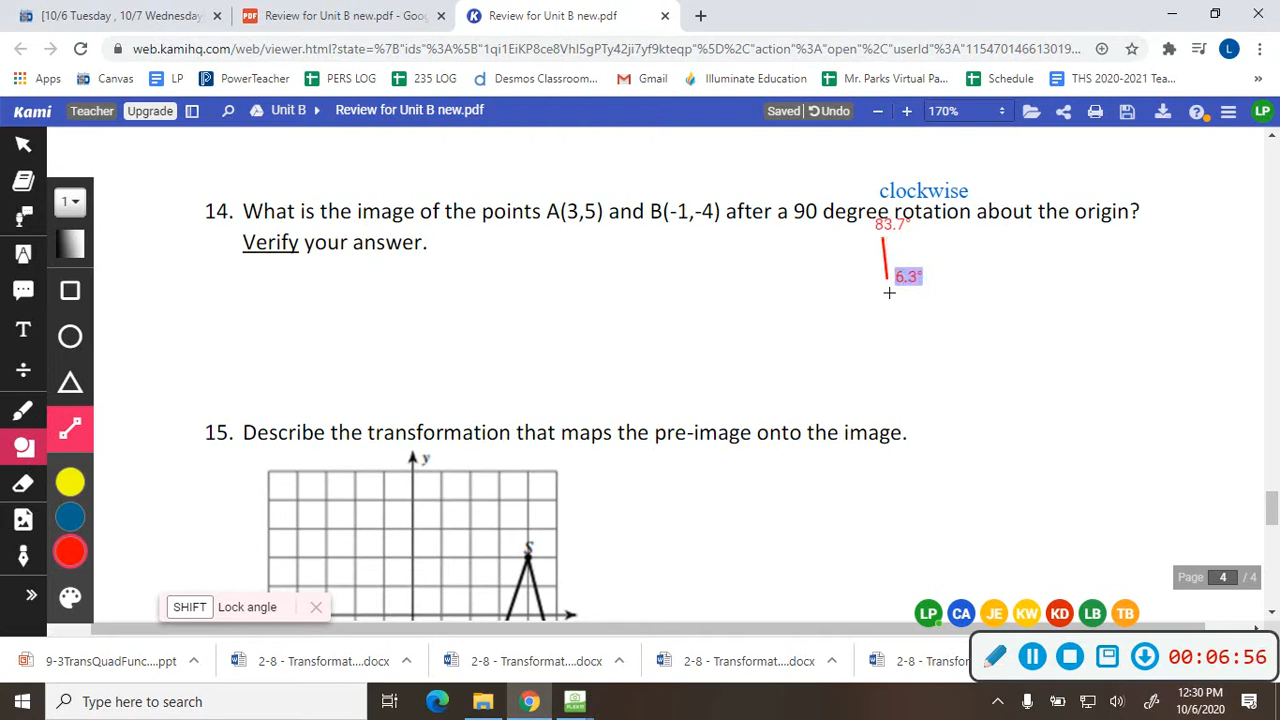 [10/6 Tuesday , 10/7 Wednesday
Review for Unit B new.pdf - Goo
Review for Unit B new.pdf
web.kamihq.com/web/viewer.html?state=%7B"ids"%3A%5B"1qi1EiKP8ce8VhI5gPTy42ji7yf9kteqp"%5D%2C"action"%3A"open"%2C"userId"%3A"115470146613019...
Apps
Canvas
LP
PowerTeacher
PERS LOG
235 LOG
Desmos Classroom...
Gmail
Illuminate Education
Mr. Parks Virtual Pa...
Schedule
THS 2020-2021 Tea...
Kami
Teacher
Upgrade
Unit B
Review for Unit B new.pdf
Saved
Undo
170%
LP
1
clockwise
14. What is the image of the points A(3,5) and B(-1,-4) after a 90 degree rotation about the origin?
83.7°
Verify your answer.
6.3°
15. Describe the transformation that maps the pre-image onto the image.
y
S
Page 4 / 4
SHIFT Lock angle
LP CA JE KW KD LB TB
9-3TransQuadFunc....ppt
2-8 - Transformat....docx
2-8 - Transformat....docx
2-8 - Transformat....docx
2-8 - Transformat
00:06:56
Type here to search
12:30 PM
10/6/2020